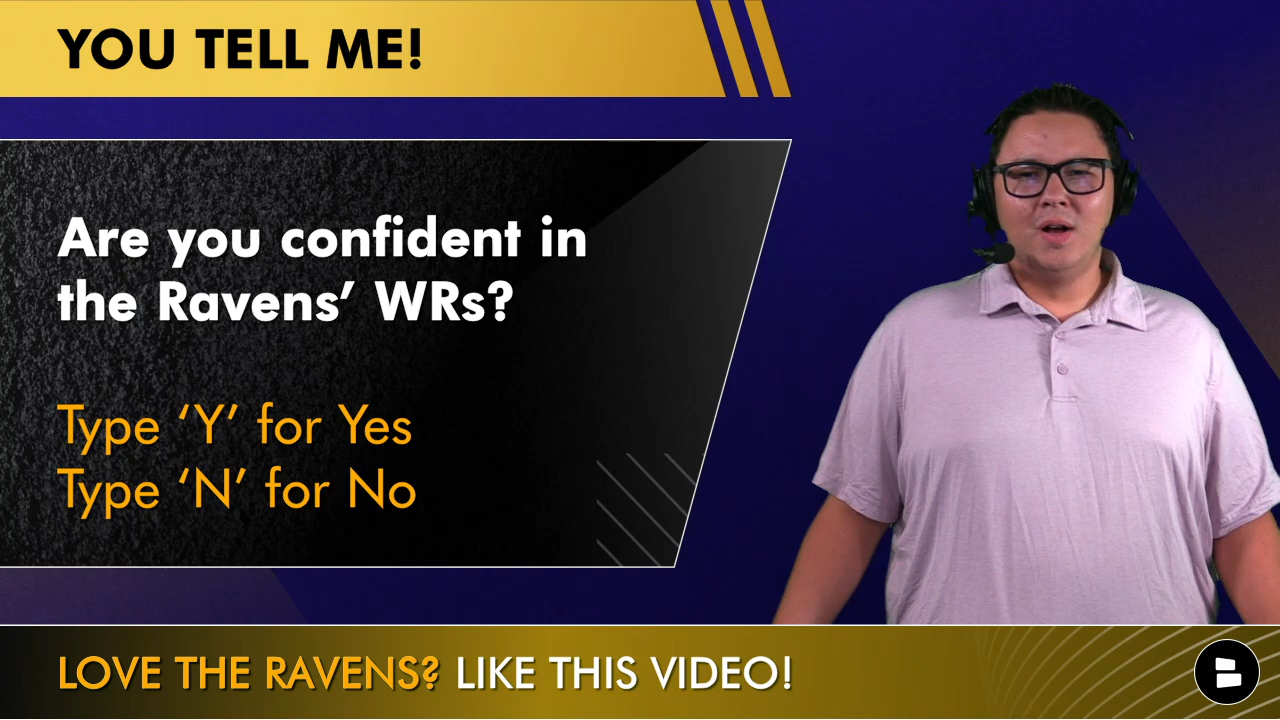 YOU TELL ME!
Are you confident in
the Ravens’ WRs?
Type ‘Y’ for Yes
Type ‘N’ for No
LOVE THE RAVENS? LIKE THIS VIDEO!